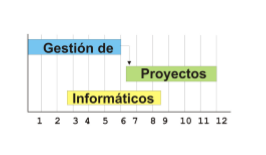 Gestión de
Proyectos
Informáticos
1 2 3 4 5 6 7 8 9 10 11 12